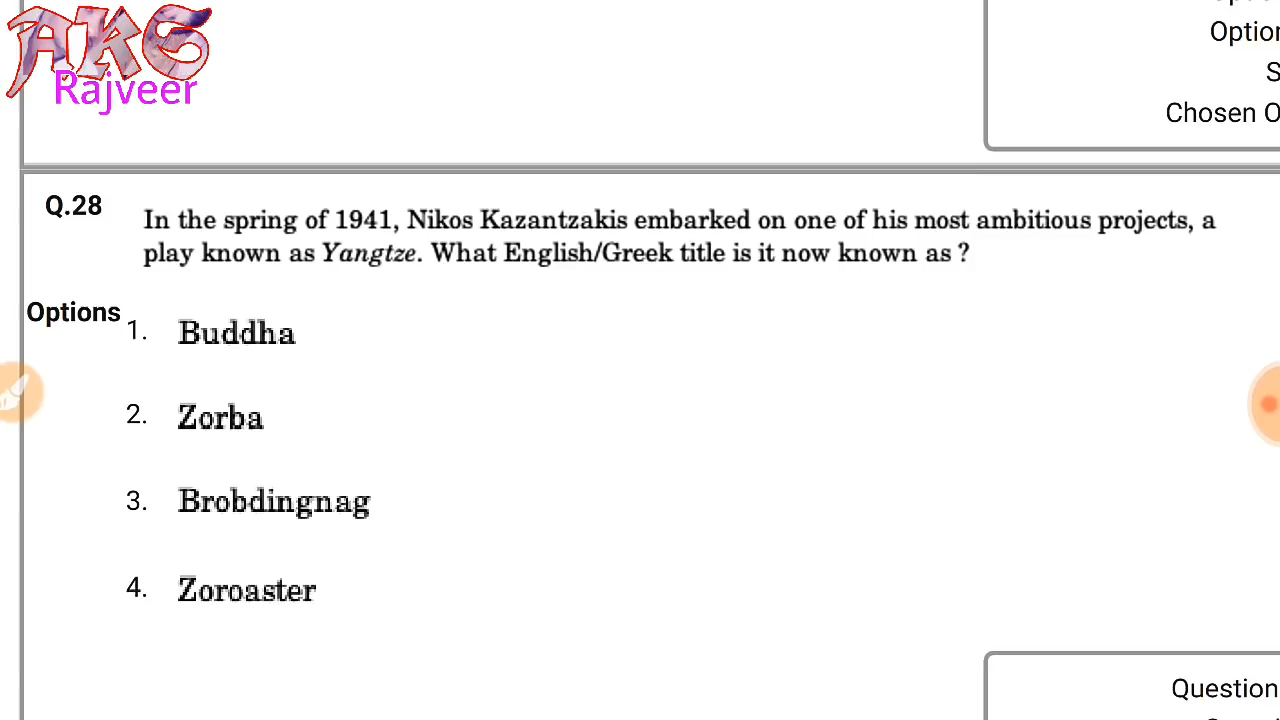 AKG
Rajveer
Option
Chosen O
Q.28
In the spring of 1941, Nikos Kazantzakis embarked on one of his most ambitious projects, a
play known as Yangtze. What English/Greek title is it now known as ?
Options
1. Buddha
2. Zorba
3. Brobdingnag
4. Zoroaster
Question